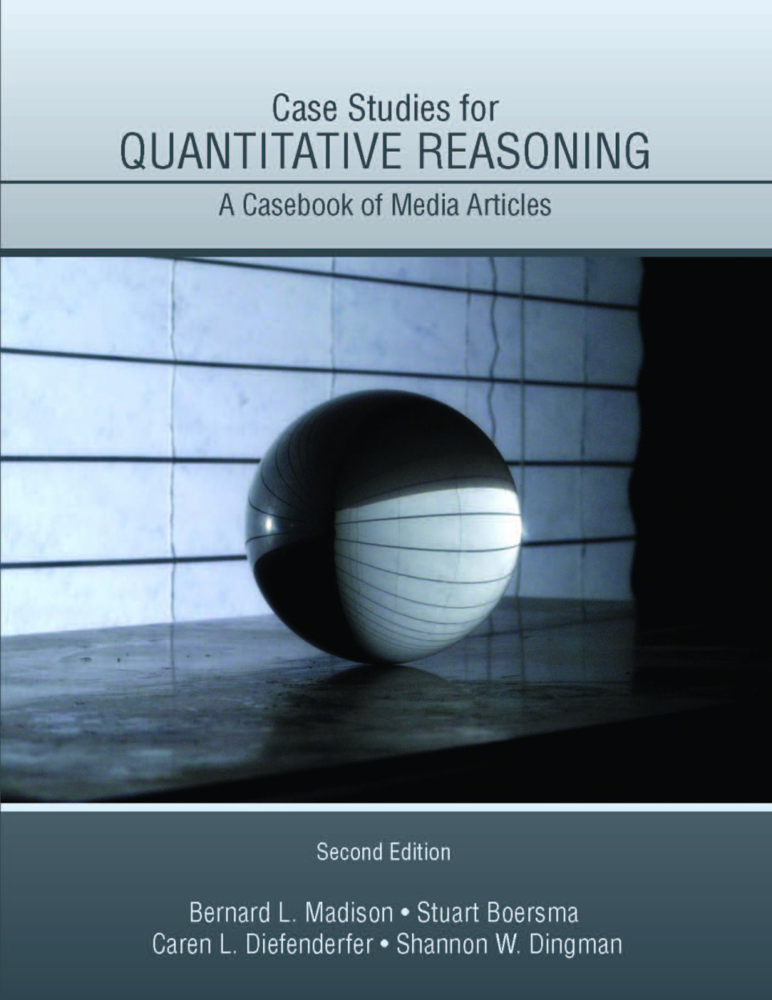 Case Studies for
QUANTITATIVE REASONING
A Casebook of Media Articles
Second Edition
Bernard L. Madison • Stuart Boersma
Caren L. Diefenderfer • Shannon W. Dingman